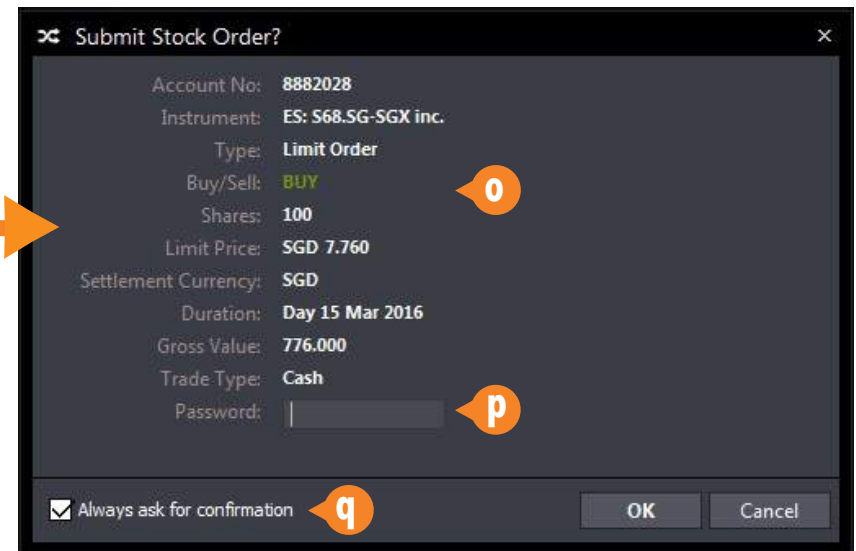 Submit Stock Order? ×
Account No: 8882028
Instrument: ES: S68.SG-SGX inc.
Type: Limit Order
Buy/Sell: BUY
o
Shares: 100
Limit Price: SGD 7.760
Settlement Currency: SGD
Duration: Day 15 Mar 2016
Gross Value: 776.000
Trade Type: Cash
Password:
p
Always ask for confirmation
q
OK
Cancel